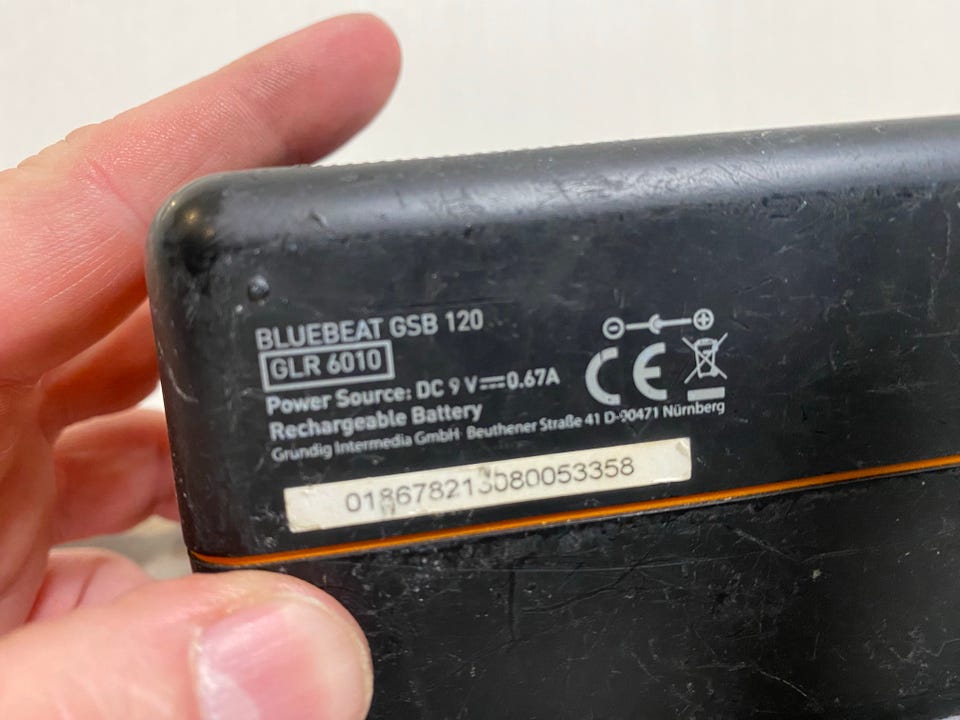 BLUEBEAT GSB 120
GLR 6010
Power Source: DC 9 V⎓0.67A
Rechargeable Battery
Grundig Intermedia GmbH Beuthener Straße 41 D-90471 Nürnberg
CE
018678213080053358